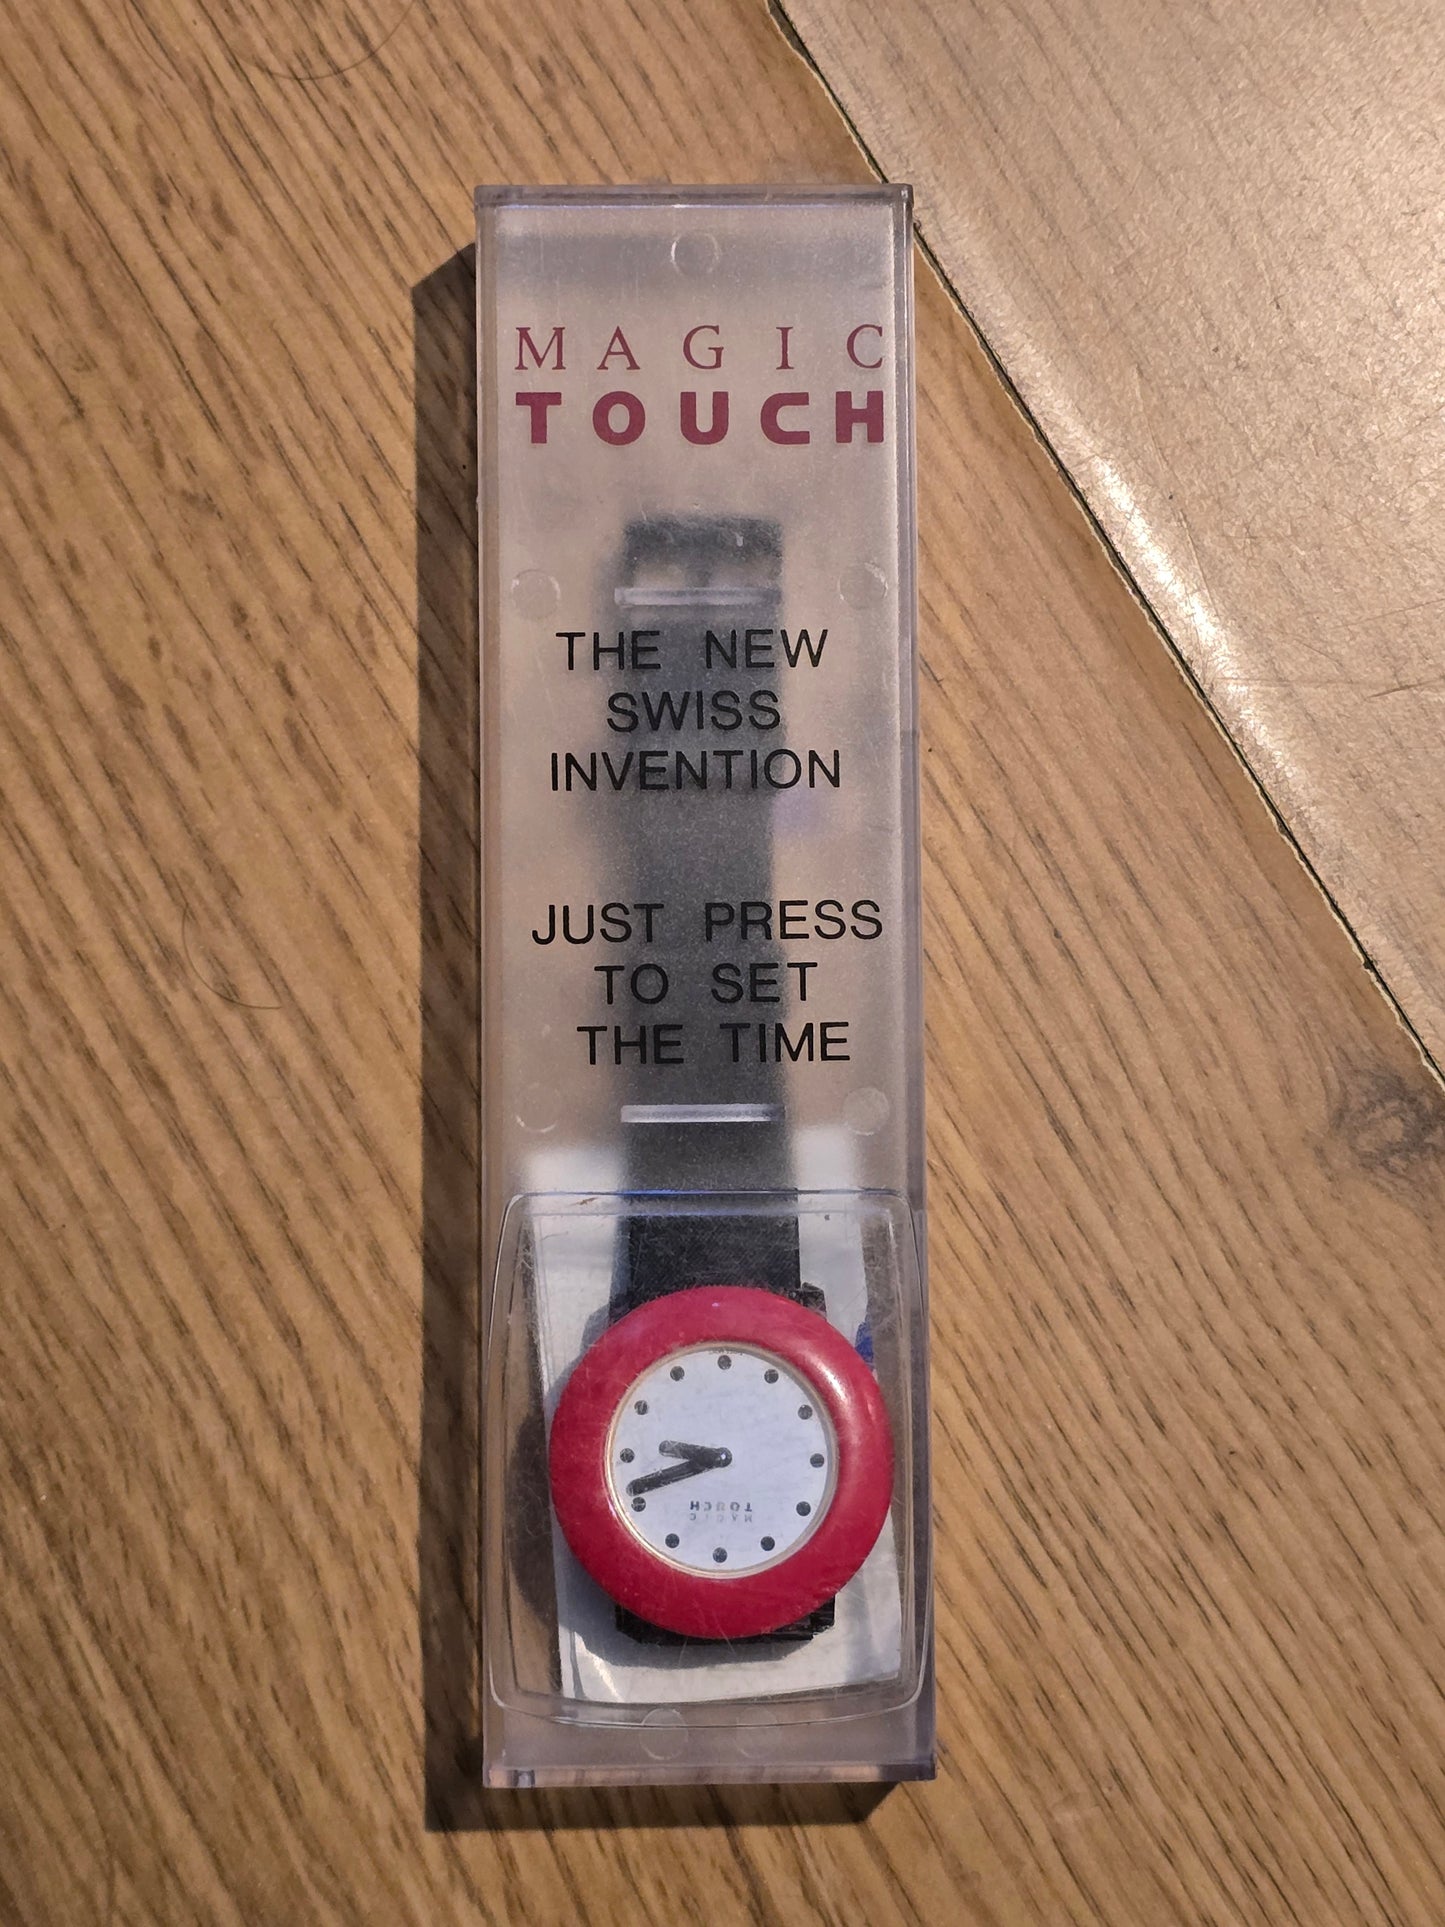 MAGIC
TOUCH
THE NEW
SWISS
INVENTION
JUST PRESS
TO SET
THE TIME
MAGIC
TOUCH